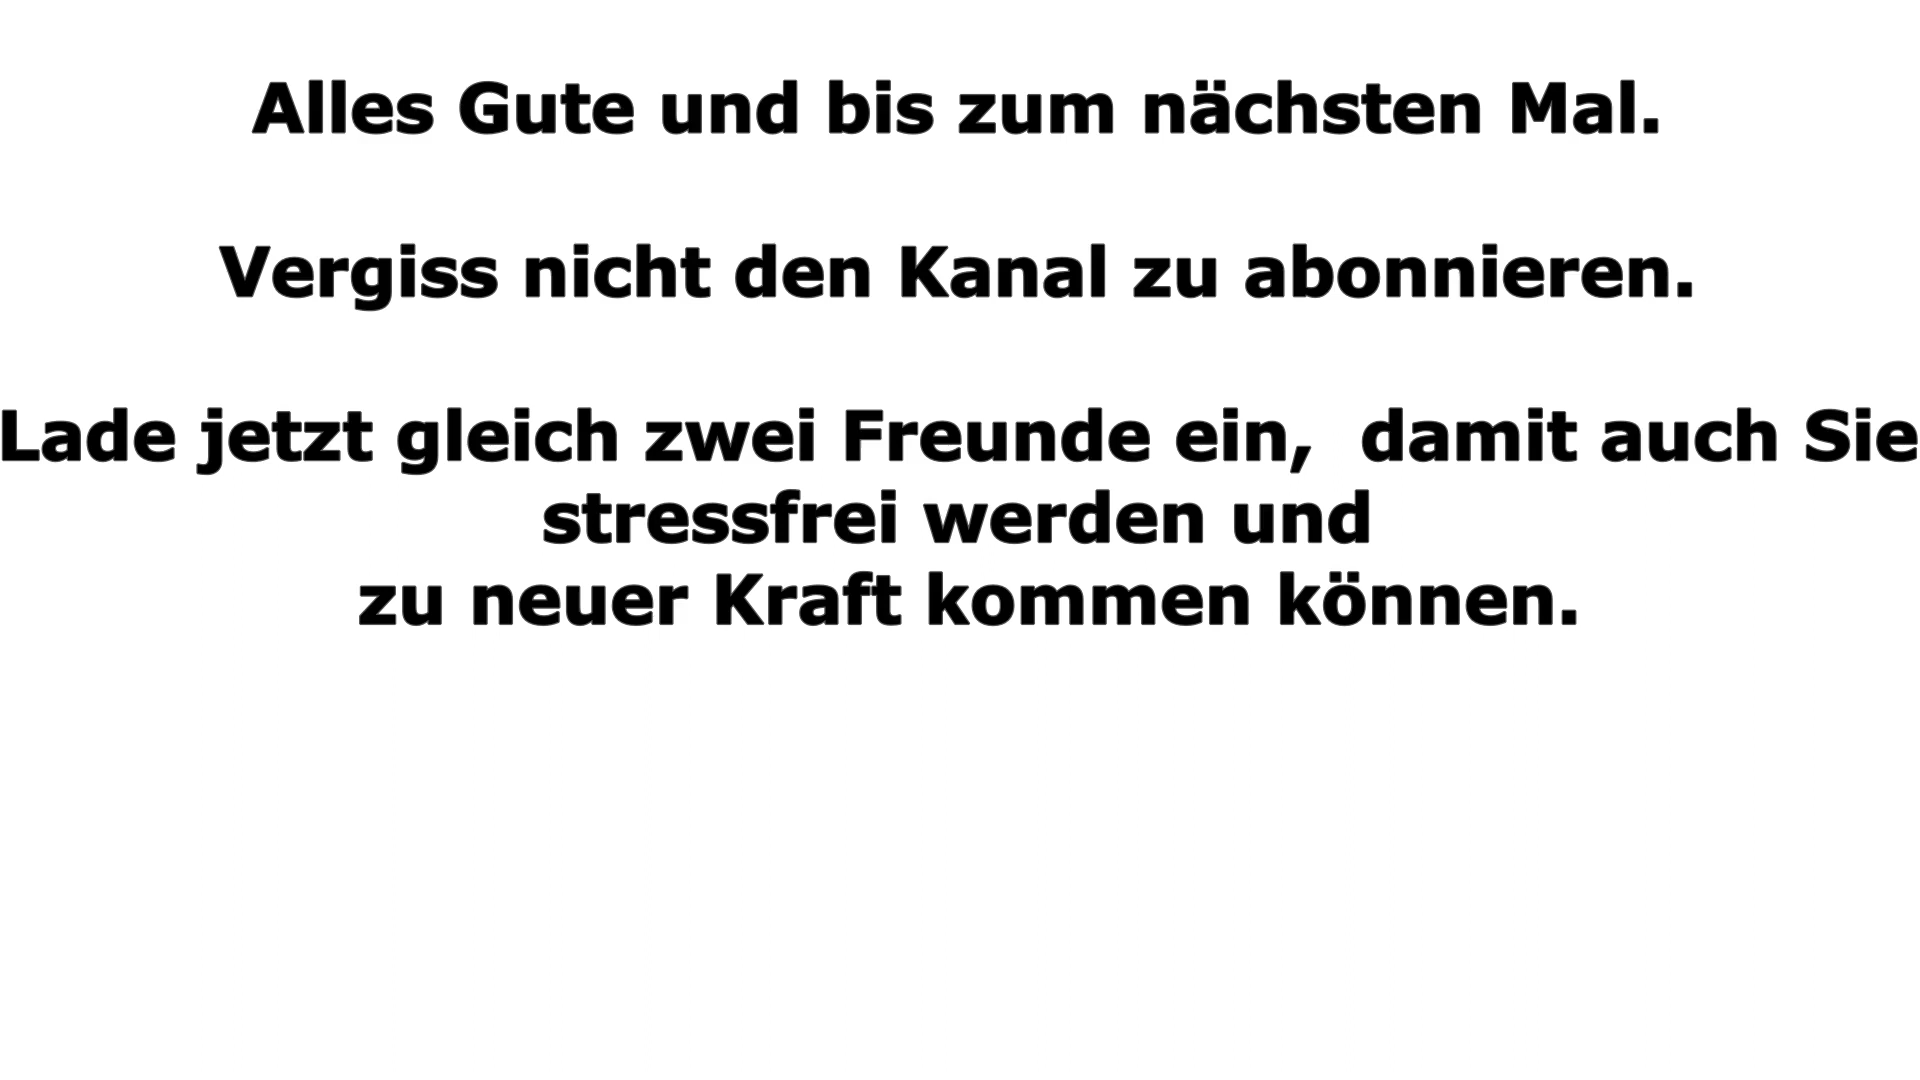 Alles Gute und bis zum nächsten Mal.
Vergiss nicht den Kanal zu abonnieren.
Lade jetzt gleich zwei Freunde ein,  damit auch Sie
stressfrei werden und
zu neuer Kraft kommen können.